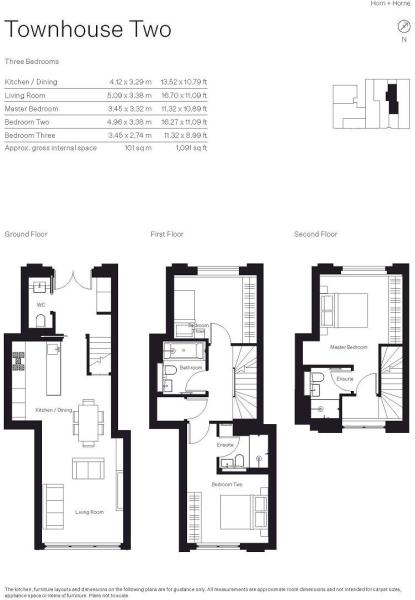 Horn + Horne
Townhouse Two
N
Three Bedrooms
Kitchen / Dining 4.12 x 3.29 m 13.52 x 10.79 ft
Living Room 5.09 x 3.38 m 16.70 x 11.09 ft
Master Bedroom 3.45 x 3.32 m 11.32 x 10.89 ft
Bedroom Two 4.96 x 3.38 m 16.27 x 11.09 ft
Bedroom Three 3.45 x 2.74 m 11.32 x 8.99 ft
Approx. gross internal space 101 sq m 1,091 sq ft
Ground Floor First Floor Second Floor
WC
Bedroom Three
Master Bedroom
Bathroom
Ensuite
Kitchen / Dining
Ensuite
Bedroom Two
Living Room
The kitchen, furniture layouts and dimensions on the following plans are for guidance only. All measurements are approximate room dimensions and not intended for carpet sizes,
appliance space or items of furniture. Plans not to scale.